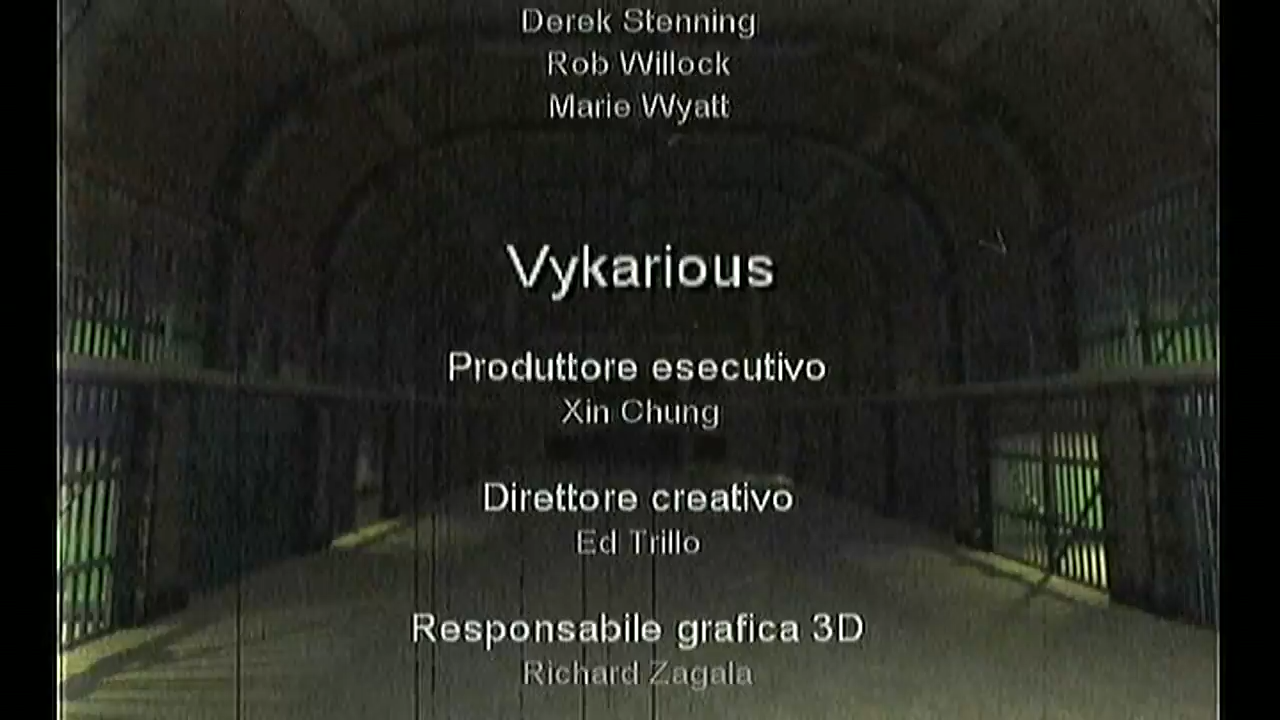 Derek Stenning
Rob Willock
Marie Wyatt
Vykarious
Produttore esecutivo
Xin Chung
Direttore creativo
Ed Trillo
Responsabile grafica 3D
Richard Zagala